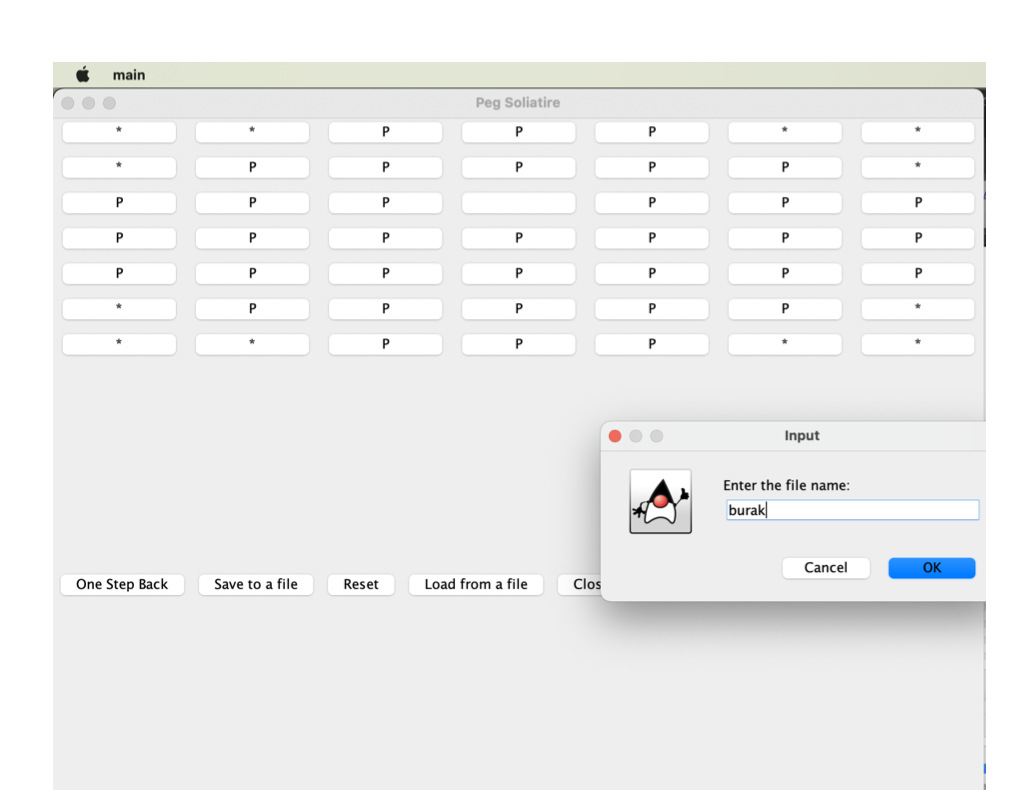 main
Peg Soliatire
* * P P P * *
* P P P P P *
P P P P P P
P P P P P P P
P P P P P P P
* P P P P P *
* * P P P * *
Input
Enter the file name:
burak
Cancel OK
One Step Back Save to a file Reset Load from a file Clos